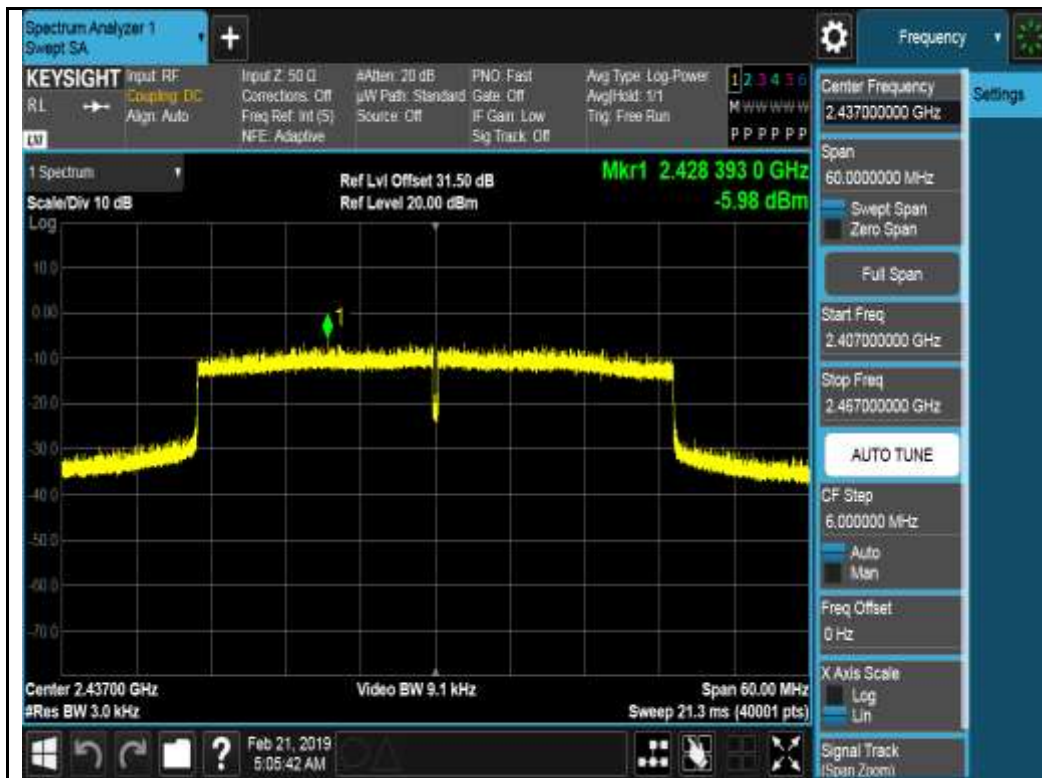 Spectrum Analyzer 1
Swept SA
+
Frequency
KEYSIGHT
RL
LW
Input: RF
Coupling: DC
Align: Auto
Input Z: 50 Ω
Corrections: Off
Freq Ref: Int (S)
NFE: Adaptive
#Atten: 20 dB
µW Path: Standard
Source: Off
PNO: Fast
Gate: Off
IF Gain: Low
Sig Track: Off
Avg Type: Log-Power
Avg|Hold: 1/1
Trig: Free Run
1 2 3 4 5 6
M W W W W W
P P P P P P
1 Spectrum
Scale/Div 10 dB
Ref Lvl Offset 31.50 dB
Ref Level 20.00 dBm
Mkr1 2.428 393 0 GHz
-5.98 dBm
Log
10.0
0.00
-10.0
-20.0
-30.0
-40.0
-50.0
-60.0
-70.0
1
Center 2.43700 GHz
#Res BW 3.0 kHz
Video BW 9.1 kHz
Span 60.00 MHz
Sweep 21.3 ms (40001 pts)
?
Feb 21, 2019
5:05:42 AM
Center Frequency
2.437000000 GHz
Settings
Span
60.0000000 MHz
Swept Span
Zero Span
Full Span
Start Freq
2.407000000 GHz
Stop Freq
2.467000000 GHz
AUTO TUNE
CF Step
6.000000 MHz
Auto
Man
Freq Offset
0 Hz
X Axis Scale
Log
Lin
Signal Track
(Span Zoom)